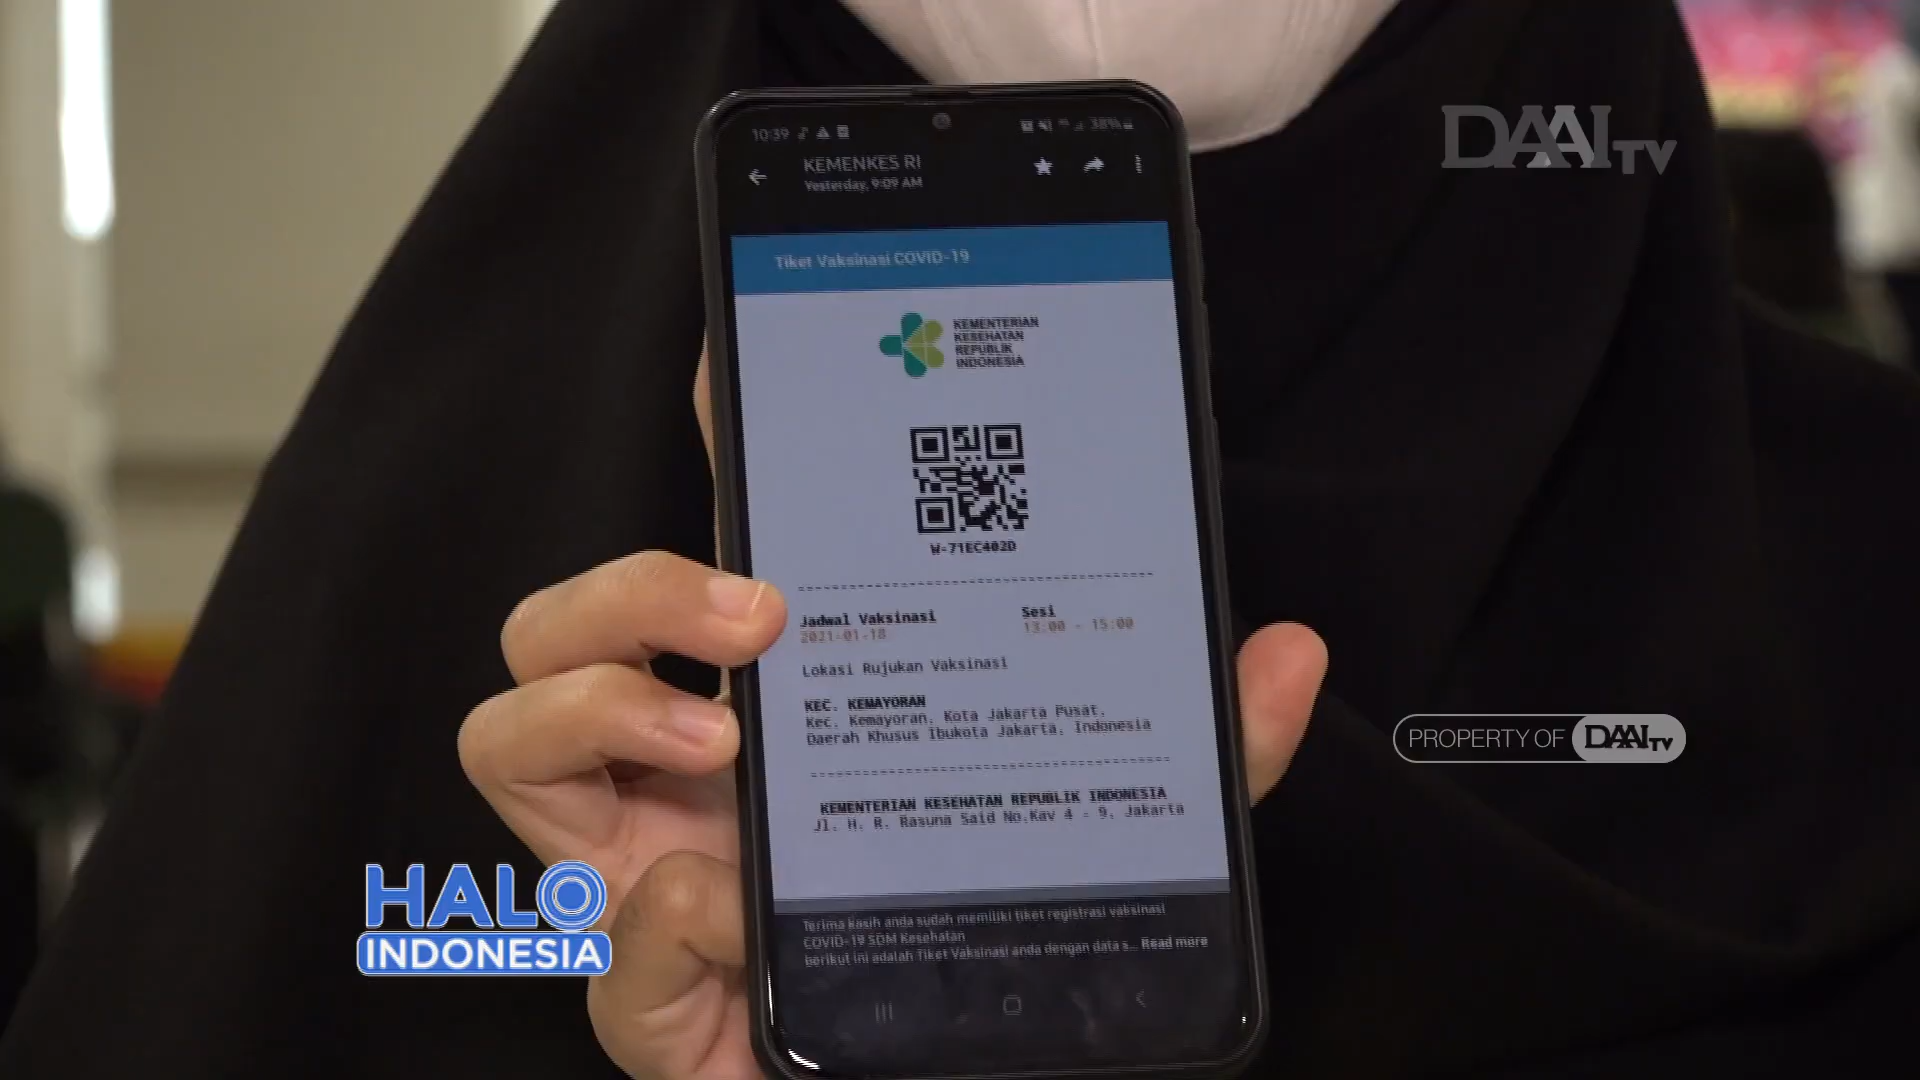 DAAI TV
10:39
38%
KEMENKES RI
Yesterday, 9:09 AM
Tiket Vaksinasi COVID-19
KEMENTERIAN
KESEHATAN
REPUBLIK
INDONESIA
W-71EC402D
Jadwal Vaksinasi
Sesi
2021-01-18
13:00 - 15:00
Lokasi Rujukan Vaksinasi
KEC. KEMAYORAN
Kec. Kemayoran, Kota Jakarta Pusat,
Daerah Khusus Ibukota Jakarta, Indonesia
KEMENTERIAN KESEHATAN REPUBLIK INDONESIA
Jl. H. R. Rasuna Said No.Kav 4 - 9, Jakarta
Terima kasih anda sudah memiliki tiket registrasi vaksinasi
COVID-19 SDM Kesehatan
berikut ini adalah Tiket Vaksinasi anda dengan data s... Read more
PROPERTY OF DAAI TV
HALO
INDONESIA